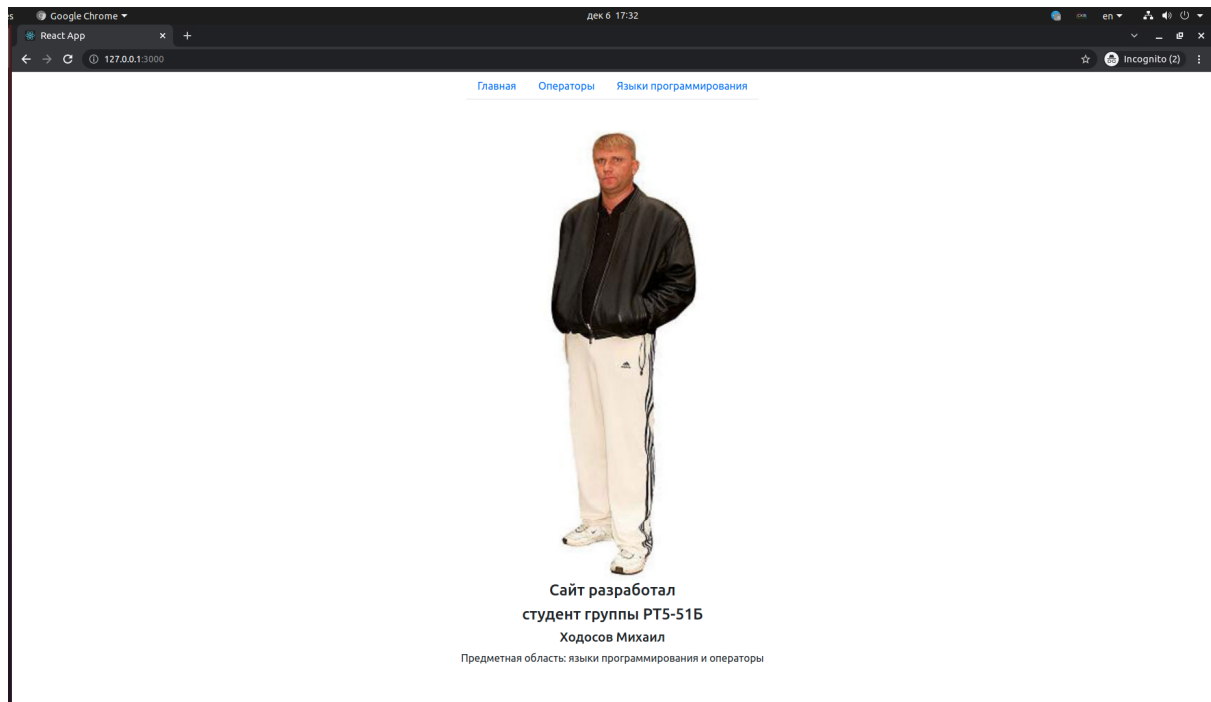 Google Chrome
дек 6 17:32
en
React App
127.0.0.1:3000
Incognito (2)
Главная Операторы Языки программирования
adidas
Сайт разработал
студент группы РТ5-51Б
Ходосов Михаил
Предметная область: языки программирования и операторы